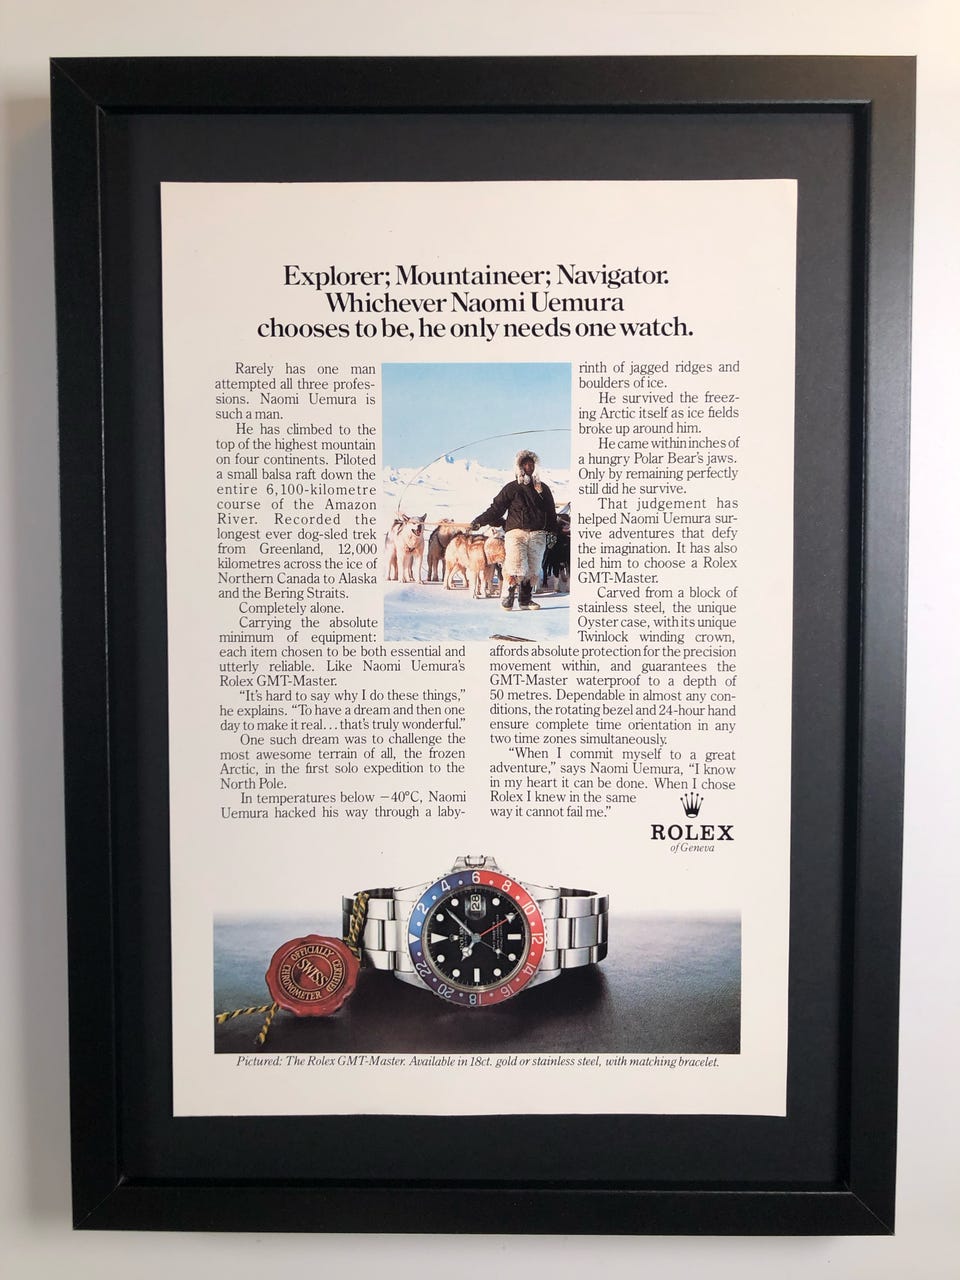 Explorer; Mountaineer; Navigator.
Whichever Naomi Uemura
chooses to be, he only needs one watch.
Rarely has one man
attempted all three profes-
sions. Naomi Uemura is
such a man.
He has climbed to the
top of the highest mountain
on four continents. Piloted
a small balsa raft down the
entire 6,100-kilometre
course of the Amazon
River. Recorded the
longest ever dog-sled trek
from Greenland, 12,000
kilometres across the ice of
Northern Canada to Alaska
and the Bering Straits.
Completely alone.
Carrying the absolute
minimum of equipment:
each item chosen to be both essential and
utterly reliable. Like Naomi Uemura's
Rolex GMT-Master.
“It's hard to say why I do these things,”
he explains. “To have a dream and then one
day to make it real... that's truly wonderful.”
One such dream was to challenge the
most awesome terrain of all, the frozen
Arctic, in the first solo expedition to the
North Pole.
In temperatures below −40°C, Naomi
Uemura hacked his way through a laby-
rinth of jagged ridges and
boulders of ice.
He survived the freez-
ing Arctic itself as ice fields
broke up around him.
He came within inches of
a hungry Polar Bear's jaws.
Only by remaining perfectly
still did he survive.
That judgement has
helped Naomi Uemura sur-
vive adventures that defy
the imagination. It has also
led him to choose a Rolex
GMT-Master.
Carved from a block of
stainless steel, the unique
Oyster case, with its unique
Twinlock winding crown,
affords absolute protection for the precision
movement within, and guarantees the
GMT-Master waterproof to a depth of
50 metres. Dependable in almost any con-
ditions, the rotating bezel and 24-hour hand
ensure complete time orientation in any
two time zones simultaneously.
“When I commit myself to a great
adventure,” says Naomi Uemura, “I know
in my heart it can be done. When I chose
Rolex I knew in the same
way it cannot fail me.”
ROLEX
of Geneva
2 4 6 8 10 12 14 16 18 20 22
28
ROLEX
OFFICIALLY CERTIFIED
SWISS
CHRONOMETER
Pictured: The Rolex GMT-Master. Available in 18ct. gold or stainless steel, with matching bracelet.